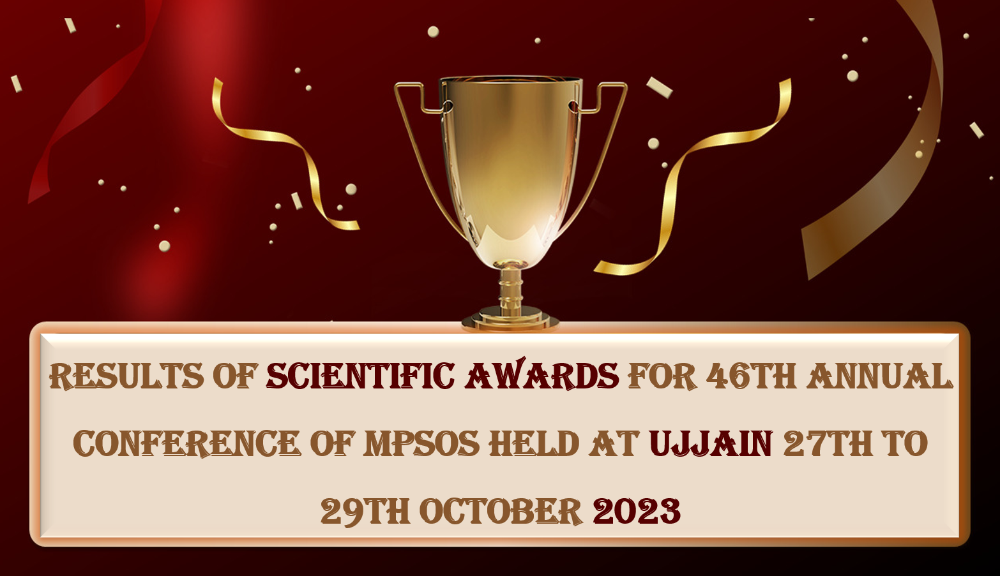 RESULTS OF SCIENTIFIC AWARDS FOR 46TH ANNUAL
CONFERENCE OF MPSOS HELD AT UJJAIN 27TH TO
29TH OCTOBER 2023